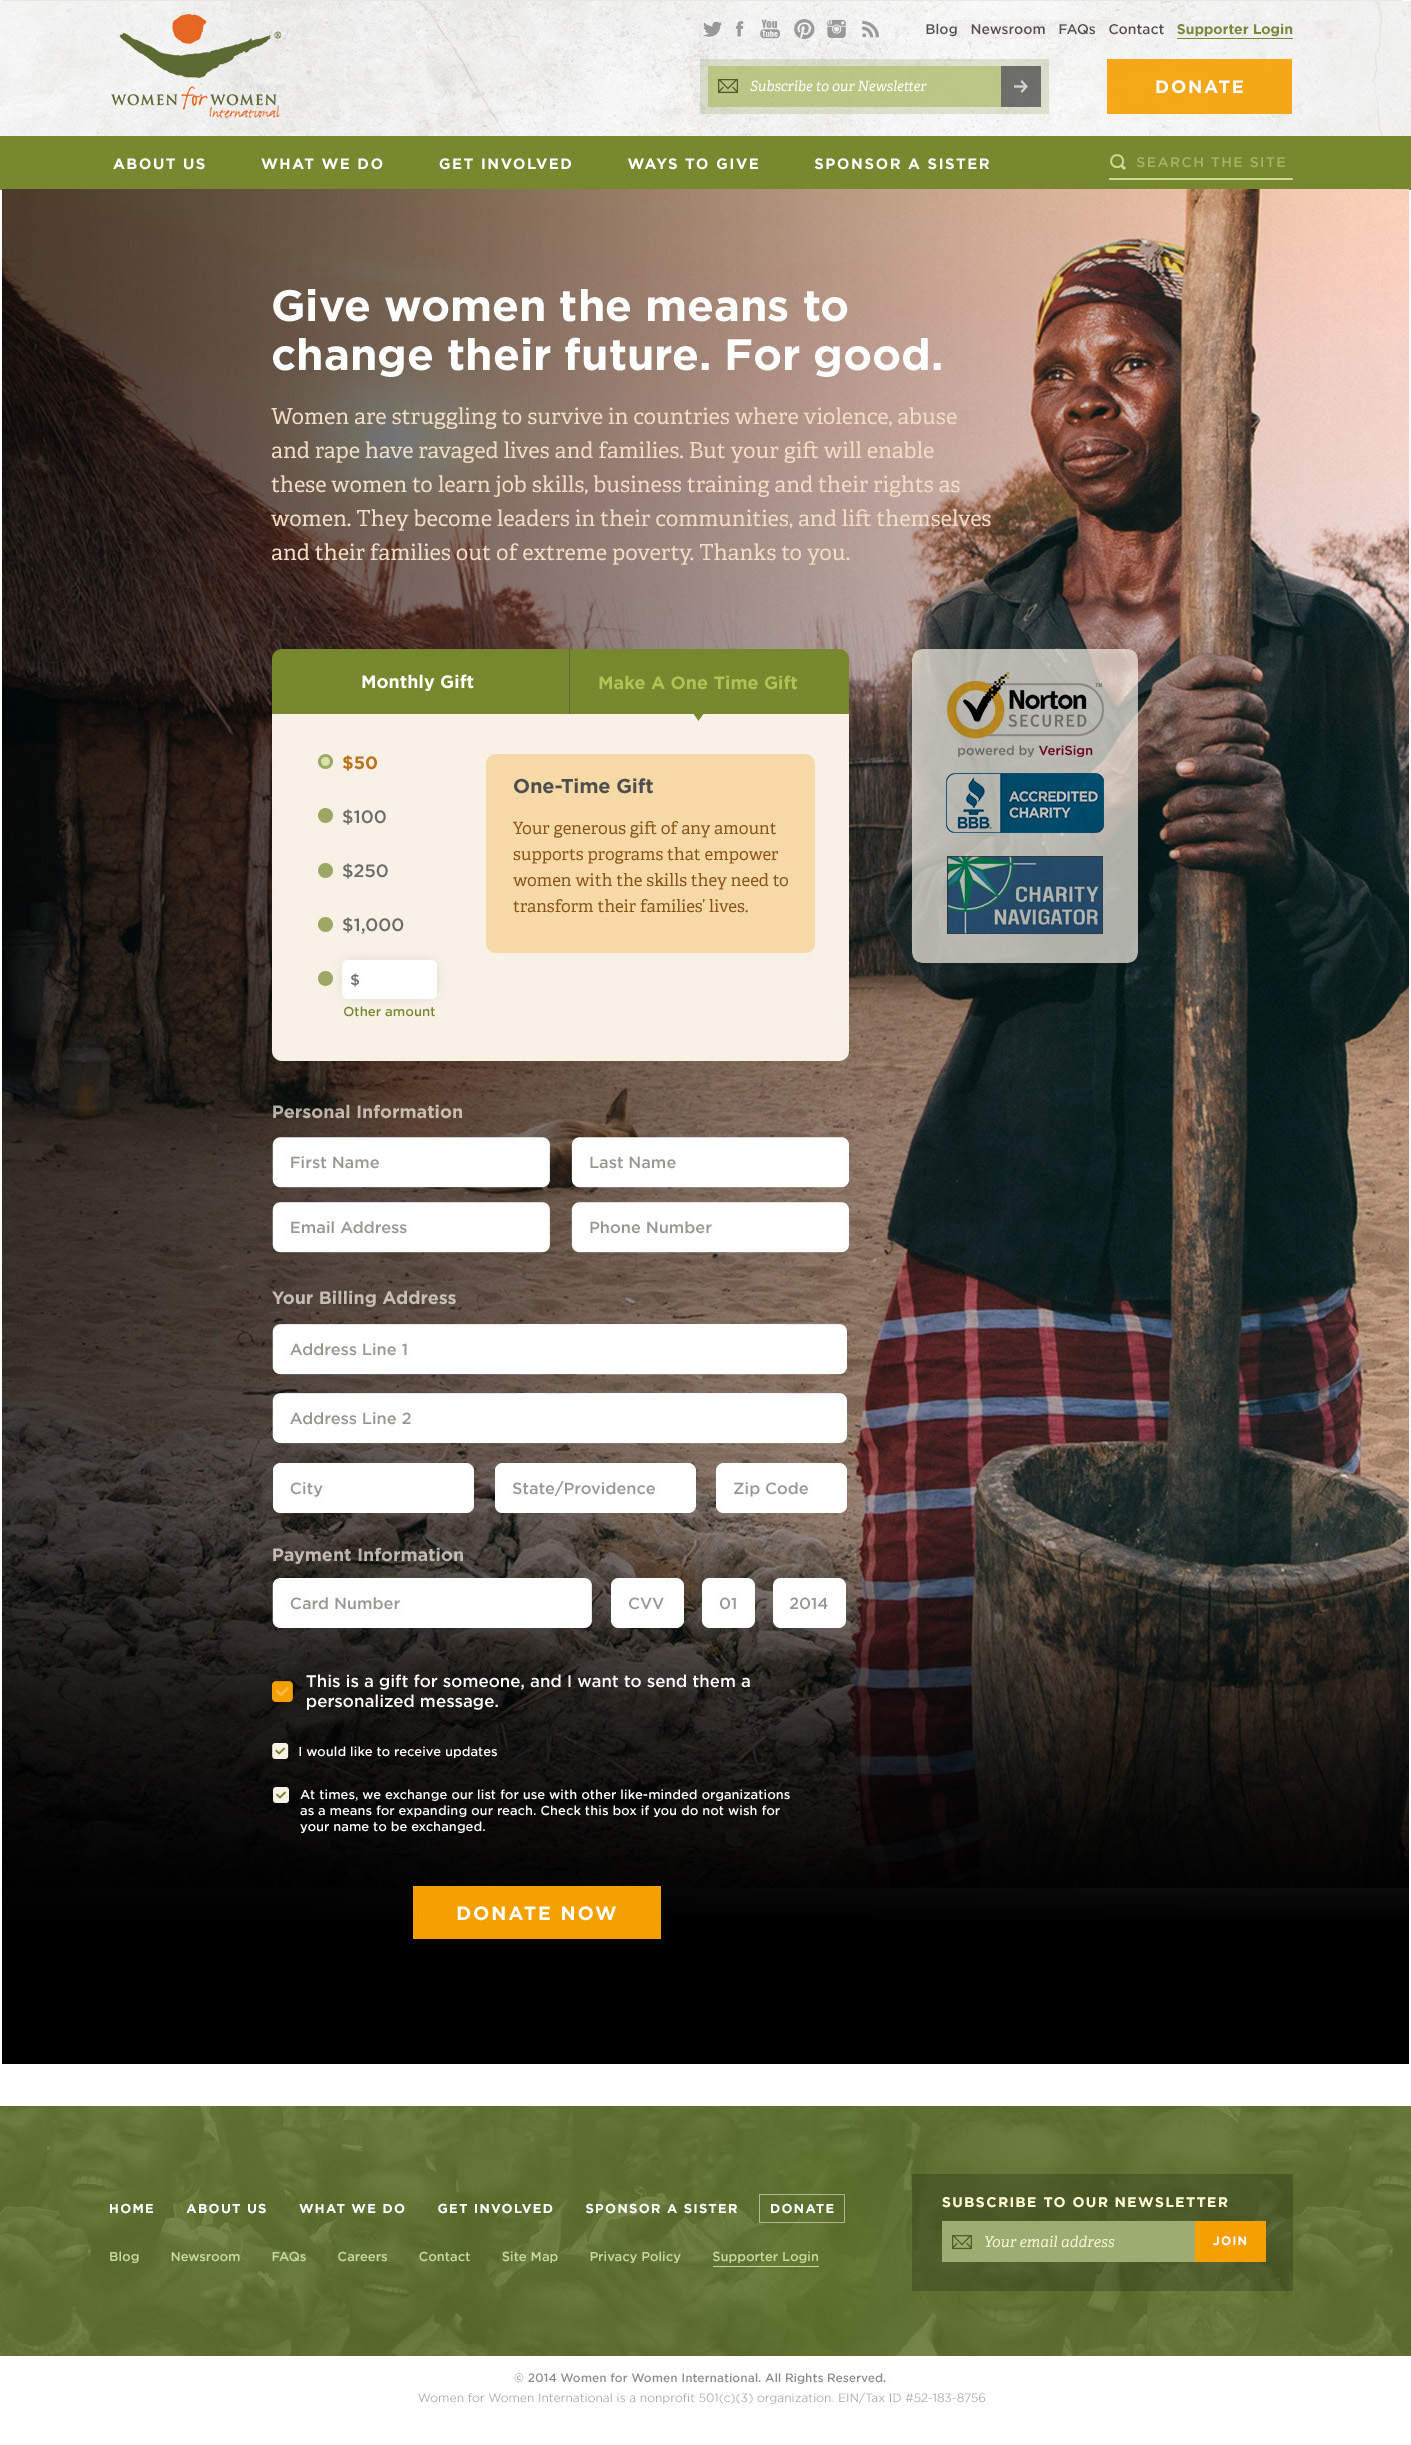 Blog Newsroom FAQs Contact Supporter Login
You Tube
WOMEN for WOMEN
International
®
Subscribe to our Newsletter
DONATE
ABOUT US WHAT WE DO GET INVOLVED WAYS TO GIVE SPONSOR A SISTER SEARCH THE SITE
Give women the means to
change their future. For good.
Women are struggling to survive in countries where violence, abuse
and rape have ravaged lives and families. But your gift will enable
these women to learn job skills, business training and their rights as
women. They become leaders in their communities, and lift themselves
and their families out of extreme poverty. Thanks to you.
Monthly Gift Make A One Time Gift
$50
$100
$250
$1,000
$
Other amount
One-Time Gift
Your generous gift of any amount
supports programs that empower
women with the skills they need to
transform their families' lives.
Norton™
SECURED
powered by VeriSign
BBB.
ACCREDITED
CHARITY
CHARITY
NAVIGATOR
Personal Information
First Name Last Name
Email Address Phone Number
Your Billing Address
Address Line 1
Address Line 2
City State/Providence Zip Code
Payment Information
Card Number CVV 01 2014
This is a gift for someone, and I want to send them a
personalized message.
I would like to receive updates
At times, we exchange our list for use with other like-minded organizations
as a means for expanding our reach. Check this box if you do not wish for
your name to be exchanged.
DONATE NOW
HOME ABOUT US WHAT WE DO GET INVOLVED SPONSOR A SISTER DONATE
Blog Newsroom FAQs Careers Contact Site Map Privacy Policy Supporter Login
SUBSCRIBE TO OUR NEWSLETTER
Your email address JOIN
© 2014 Women for Women International. All Rights Reserved.
Women for Women International is a nonprofit 501(c)(3) organization. EIN/Tax ID #52-183-8756